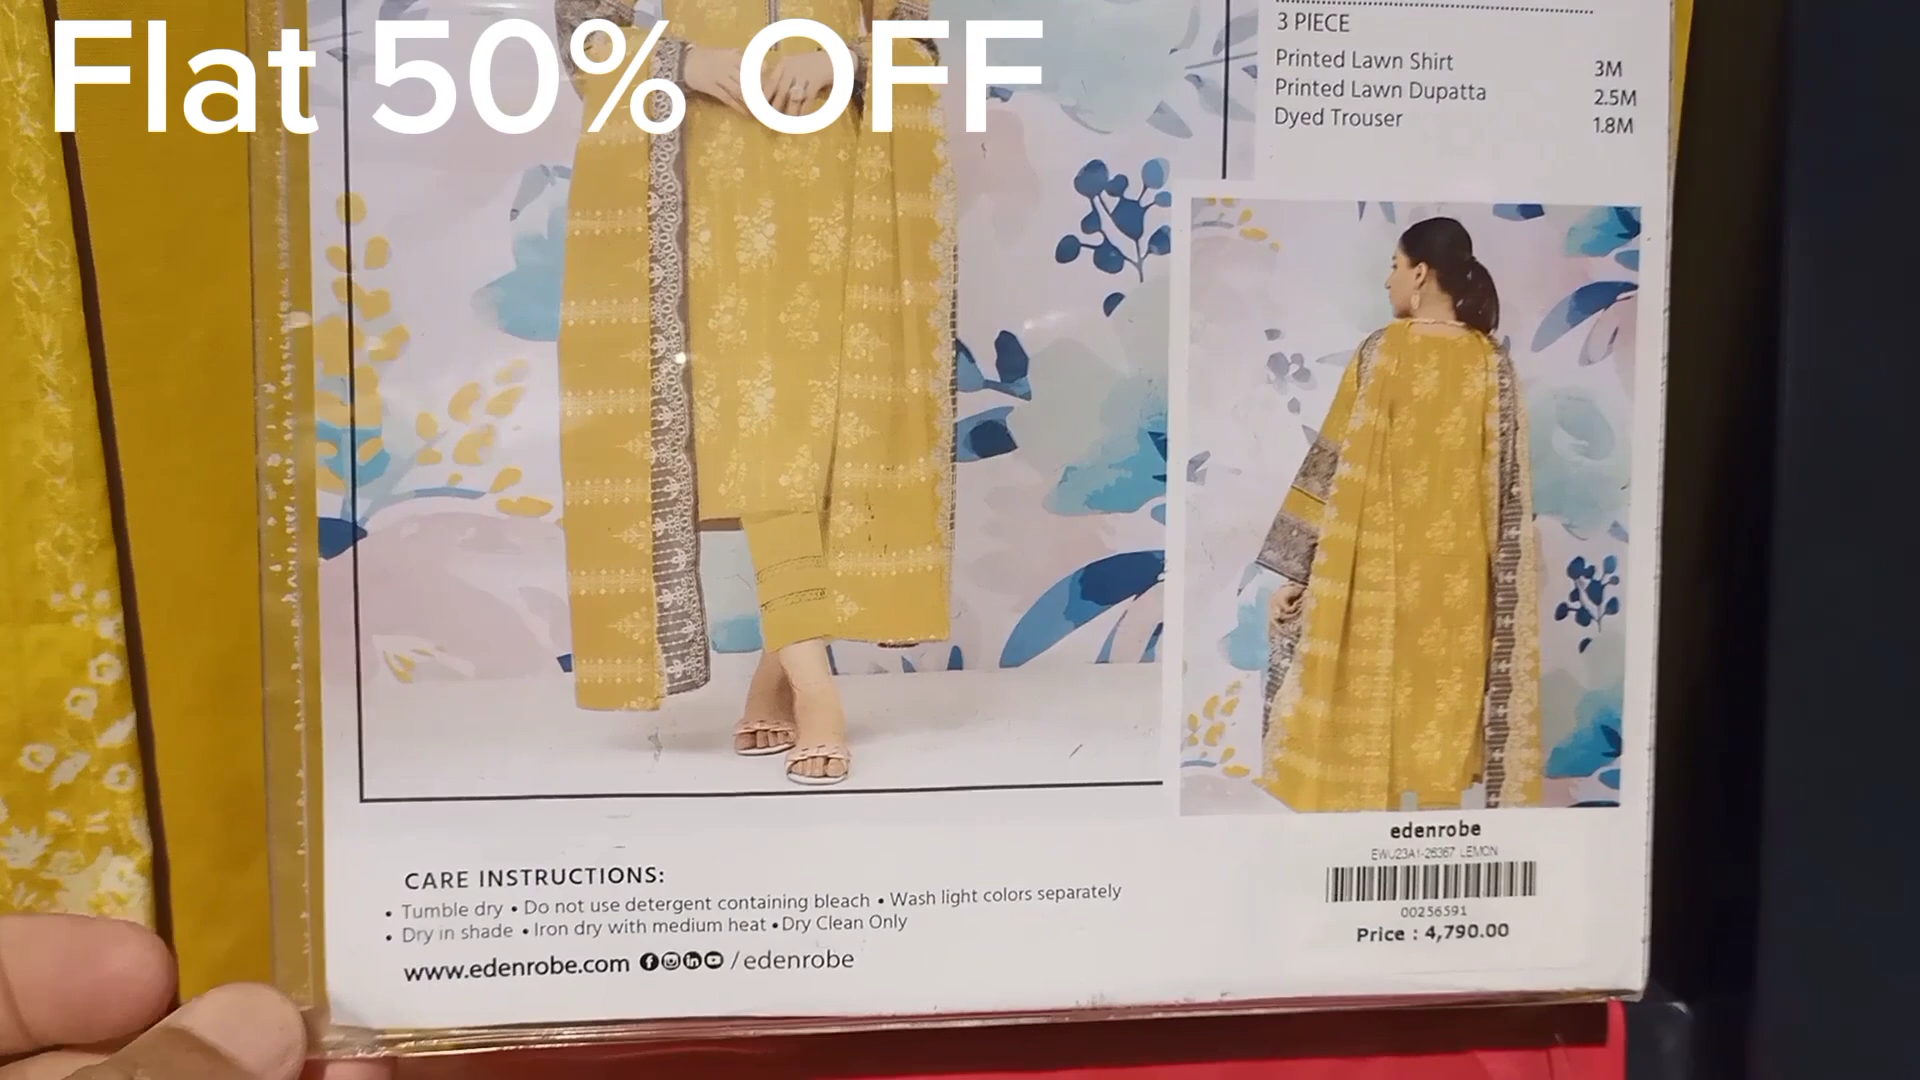 Flat 50% OFF
3 PIECE
Printed Lawn Shirt 3M
Printed Lawn Dupatta 2.5M
Dyed Trouser 1.8M
edenrobe
EWU23A1-26367 LEMON
00256591
Price : 4,790.00
CARE INSTRUCTIONS:
• Tumble dry • Do not use detergent containing bleach • Wash light colors separately
• Dry in shade • Iron dry with medium heat • Dry Clean Only
www.edenrobe.com /edenrobe